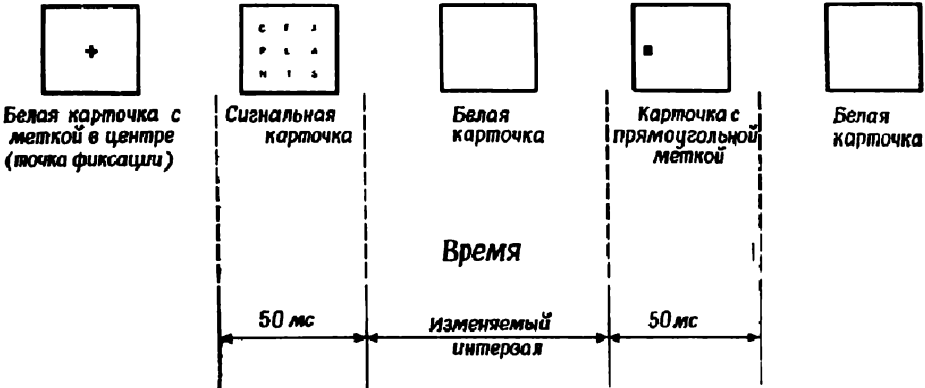 C F J
P L A
N T S
Белая карточка с
меткой в центре
(точка фиксации)
Сигнальная
карточка
Белая
карточка
Карточка с
прямоугольной
меткой
Белая
карточка
Время
50 мс
Изменяемый
интервал
50 мс